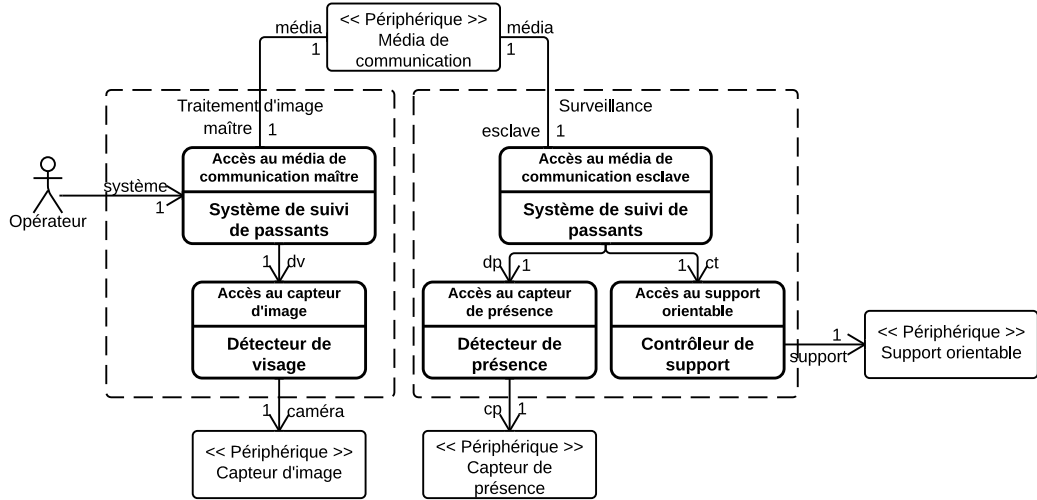 média
1
<< Périphérique >>
Média de
communication
média
1
Traitement d'image
maître
1
Surveillance
esclave
1
Opérateur
système
1
Accès au média de
communication maître
Système de suivi
de passants
Accès au média de
communication esclave
Système de suivi de
passants
1
dv
dp
1
1
ct
Accès au capteur
d'image
Détecteur de
visage
Accès au capteur
de présence
Détecteur de
présence
Accès au support
orientable
Contrôleur de
support
1
support
<< Périphérique >>
Support orientable
1
caméra
cp
1
<< Périphérique >>
Capteur d'image
<< Périphérique >>
Capteur de
présence